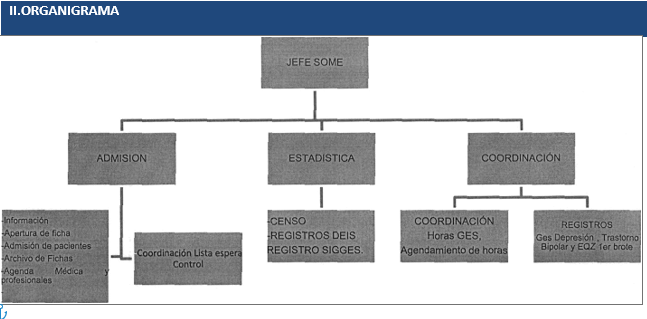 II.ORGANIGRAMA
JEFE SOME
ADMISION
ESTADÍSTICA
COORDINACIÓN
-Información
-Apertura de ficha
-Admisión de pacientes
-Archivo de Fichas
-Agenda Médica y
profesionales
-
-Coordinación Lista espera
Control
-CENSO
-REGISTROS DEIS
REGISTRO SIGGES.
COORDINACIÓN
Horas GES,
Agendamiento de horas
REGISTROS
Ges Depresión , Trastorno
Bipolar y EQZ 1er brote